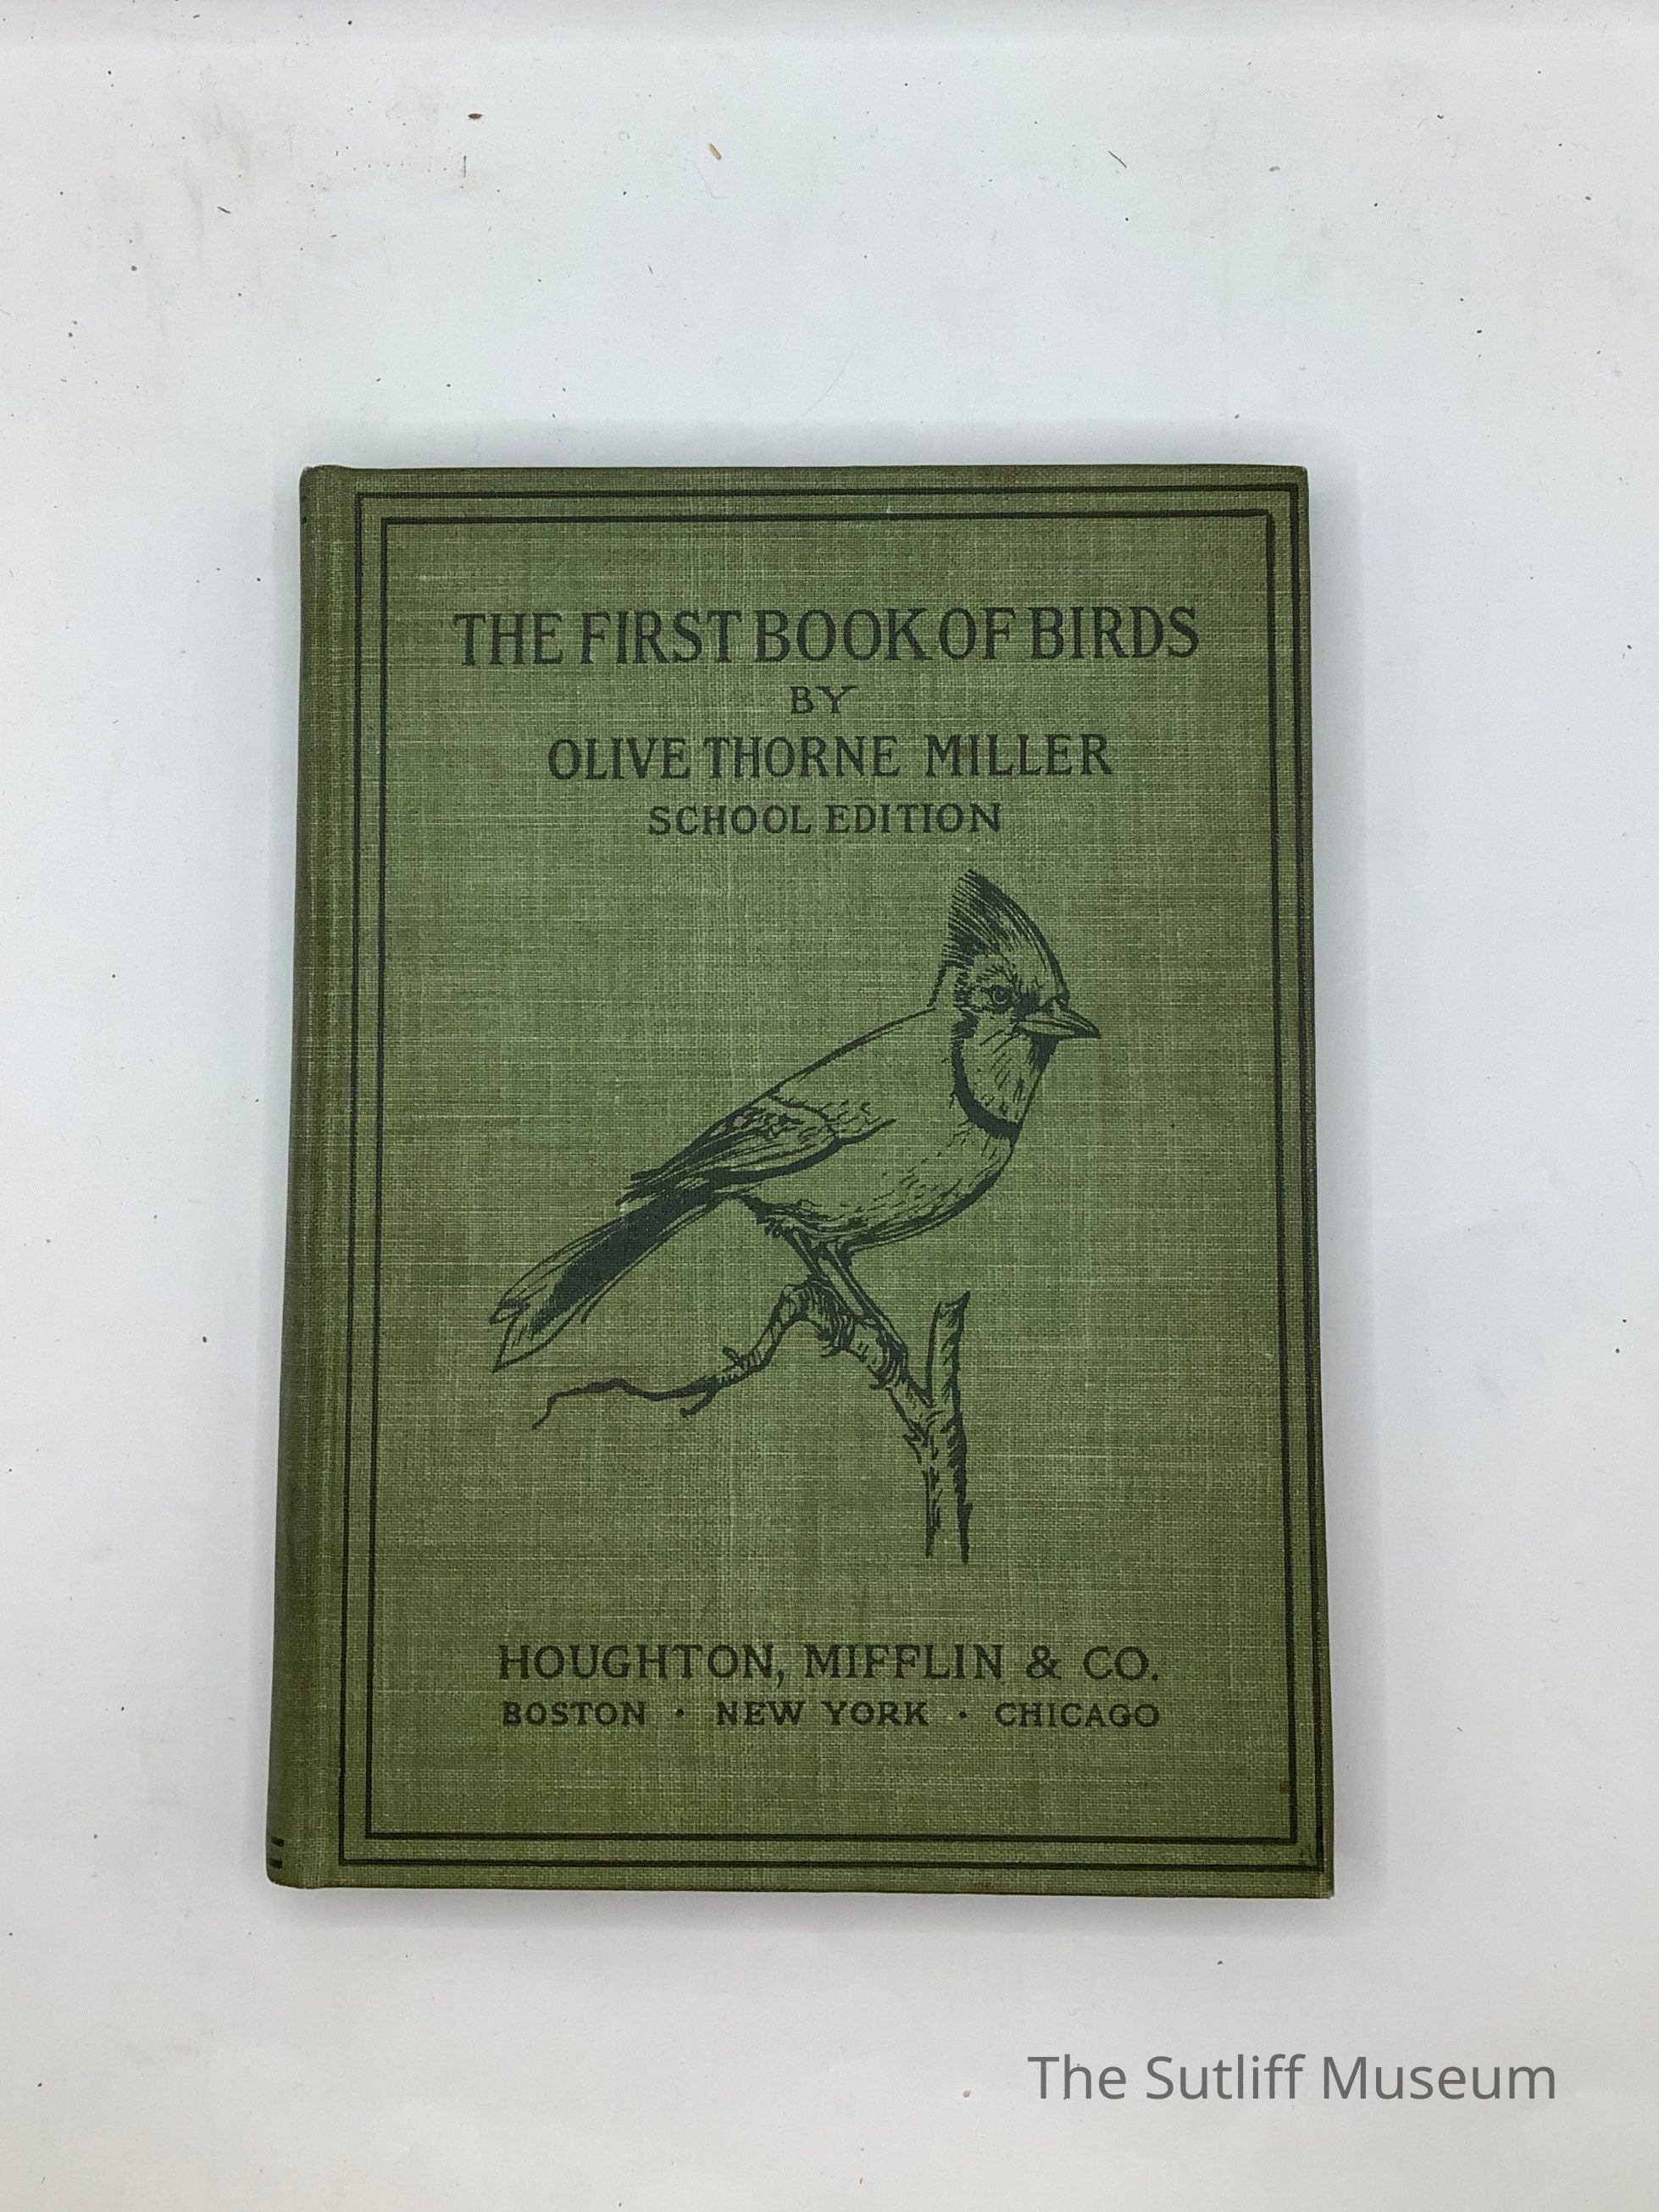 THE FIRST BOOK OF BIRDS
BY
OLIVE THORNE MILLER
SCHOOL EDITION
HOUGHTON, MIFFLIN & CO.
BOSTON · NEW YORK · CHICAGO
The Sutliff Museum